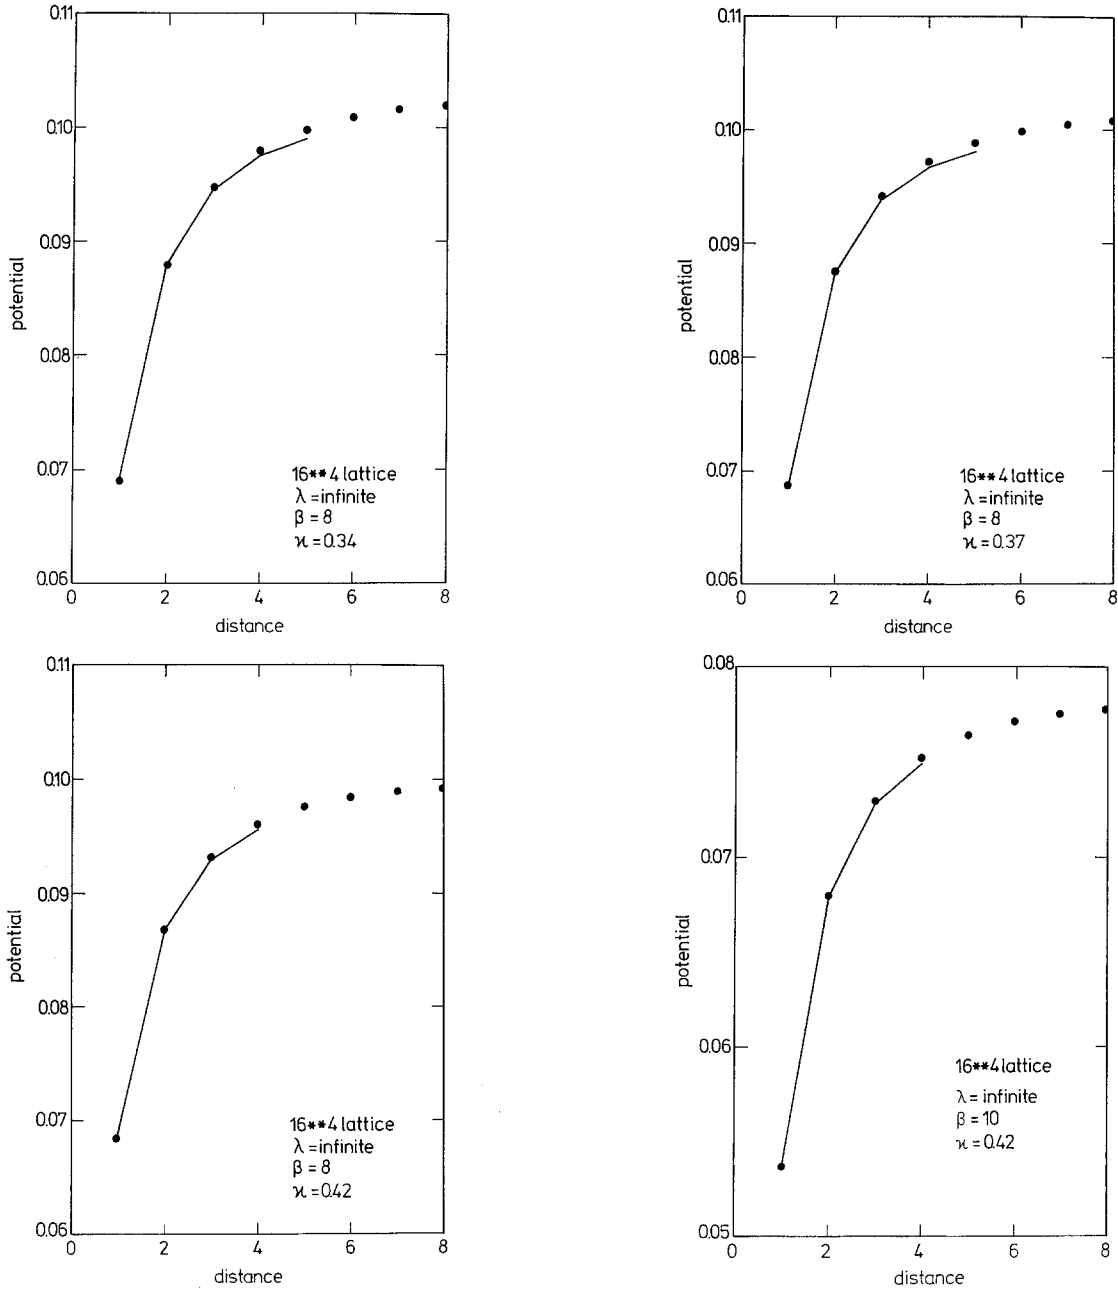 0.11
0.10
0.09
0.08
0.07
0.06
potential
0 2 4 6 8
distance
16**4 lattice
λ = infinite
β = 8
ϰ = 0.34
0.11
0.10
0.09
0.08
0.07
0.06
potential
0 2 4 6 8
distance
16**4 lattice
λ = infinite
β = 8
ϰ = 0.37
0.11
0.10
0.09
0.08
0.07
0.06
potential
0 2 4 6 8
distance
16**4 lattice
λ = infinite
β = 8
ϰ = 0.42
0.08
0.07
0.06
0.05
potential
0 2 4 6 8
distance
16**4 lattice
λ = infinite
β = 10
ϰ = 0.42